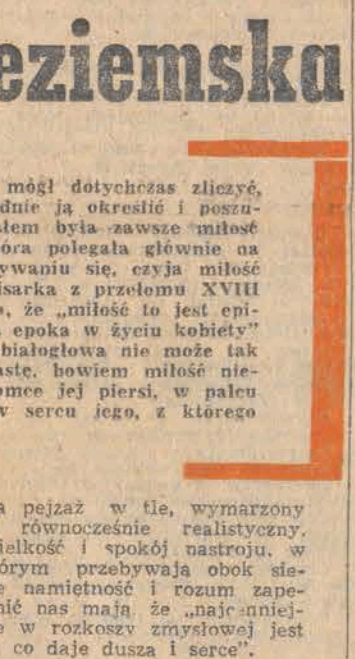 eziemska
mógł dotychczas zliczyć,
dnie ją określić i poszu-
tem była zawsze miłość
óra polegała głównie na
ywaniu się, czyja miłość
isarka z przełomu XVIII
o, że „miłość to jest epi-
epoka w życiu kobiety”
białogłowa nie może tak
astę, bowiem miłość nie-
omce jej piersi, w palcu
w sercu jego, z którego
a pejzaż w tle, wymarzony
równocześnie realistyczny.
ielkość i spokój nastroju, w
órym przebywają obok sie-
e namiętność i rozum zape-
nić nas mają że „najcenniej-
e w rozkoszy zmysłowej jest
co daje dusza i serce”.